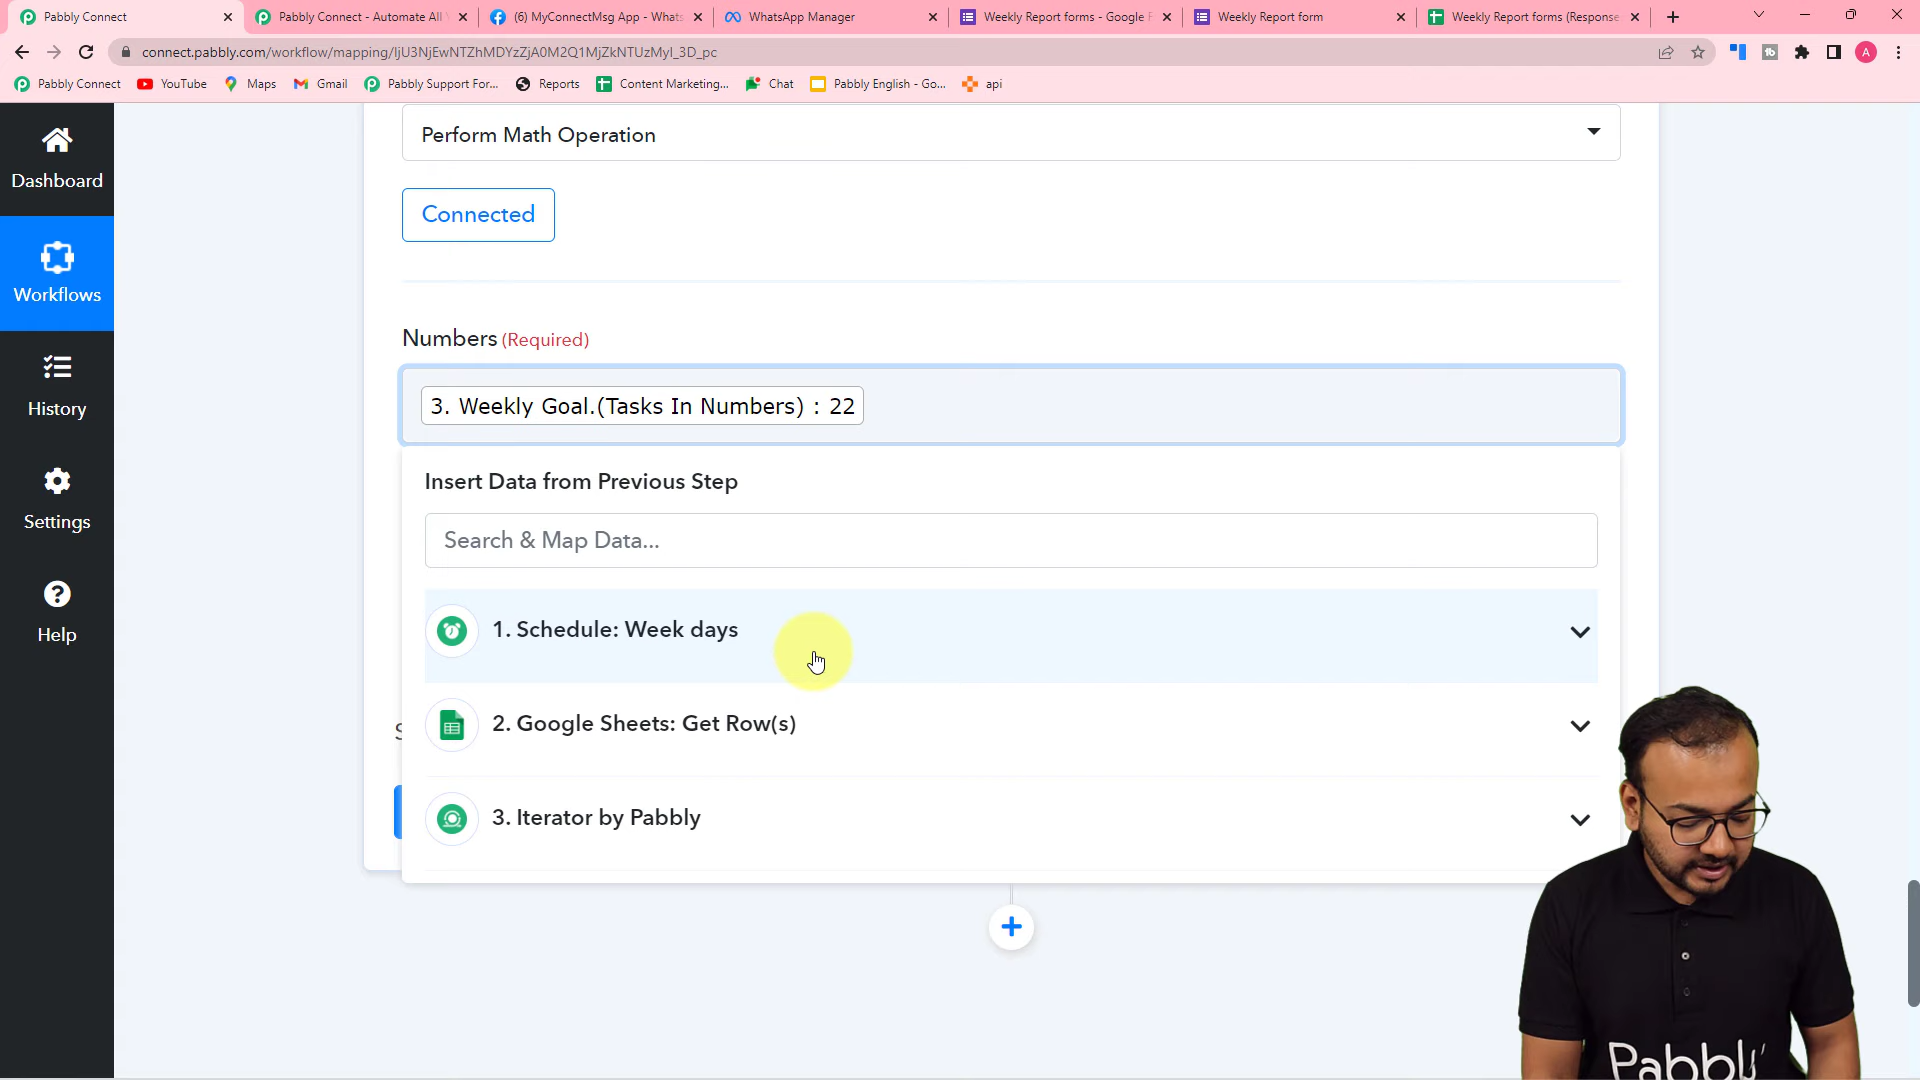 Pabbly Connect
Pabbly Connect - Automate All
(6) MyConnectMsg App - Whats
WhatsApp Manager
Weekly Report forms - Google F
Weekly Report form
Weekly Report forms (Response
connect.pabbly.com/workflow/mapping/IjU3NjEwNTZhMDYzZjA0M2Q1MjZkNTUzMyI_3D_pc
A
Pabbly Connect
YouTube
Maps
Gmail
Pabbly Support For...
Reports
Content Marketing...
Chat
Pabbly English - Go...
api
Dashboard
Workflows
History
Settings
Help
Perform Math Operation
Connected
Numbers (Required)
3. Weekly Goal.(Tasks In Numbers) : 22
Insert Data from Previous Step
Search & Map Data...
1. Schedule: Week days
2. Google Sheets: Get Row(s)
3. Iterator by Pabbly
Pabbly